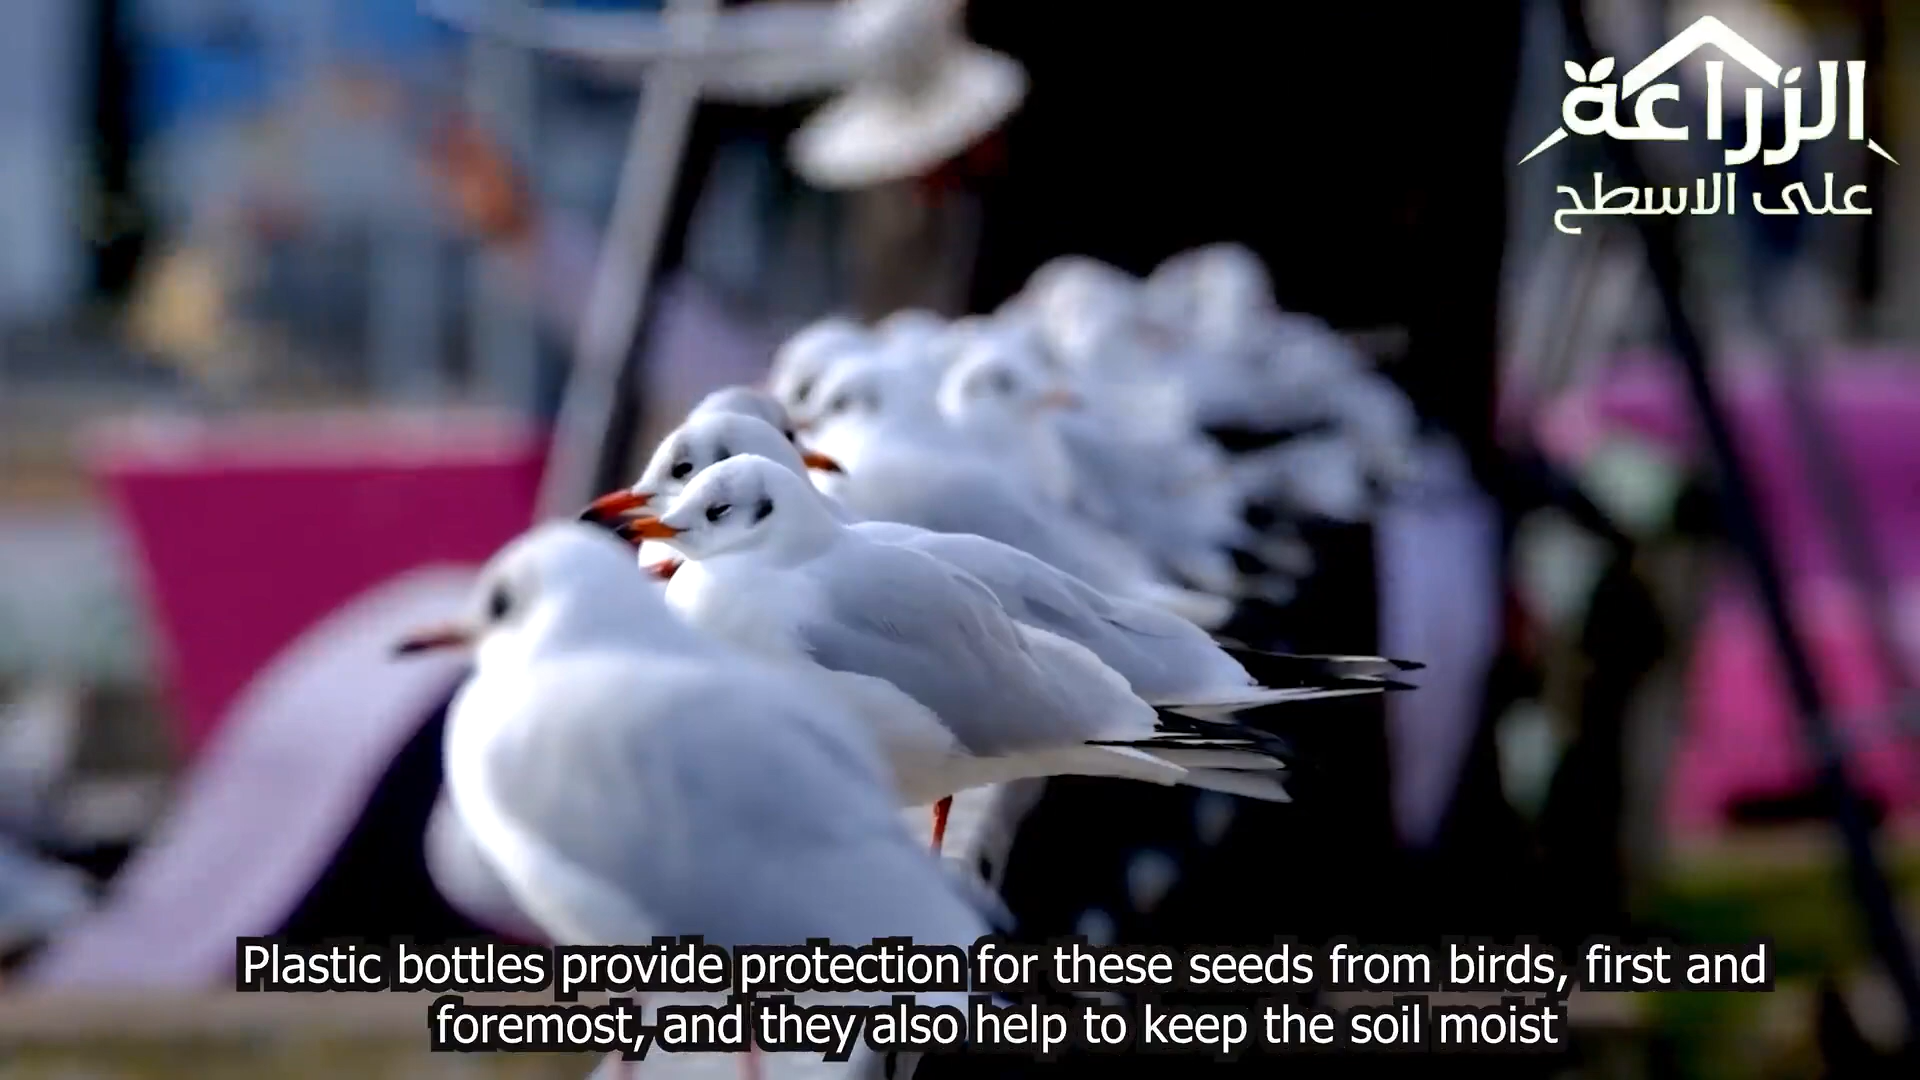 الزراعة
على الاسطح
Plastic bottles provide protection for these seeds from birds, first and
foremost, and they also help to keep the soil moist